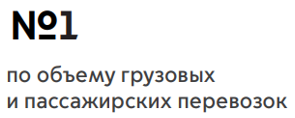 №1
по объему грузовых
и пассажирских перевозок